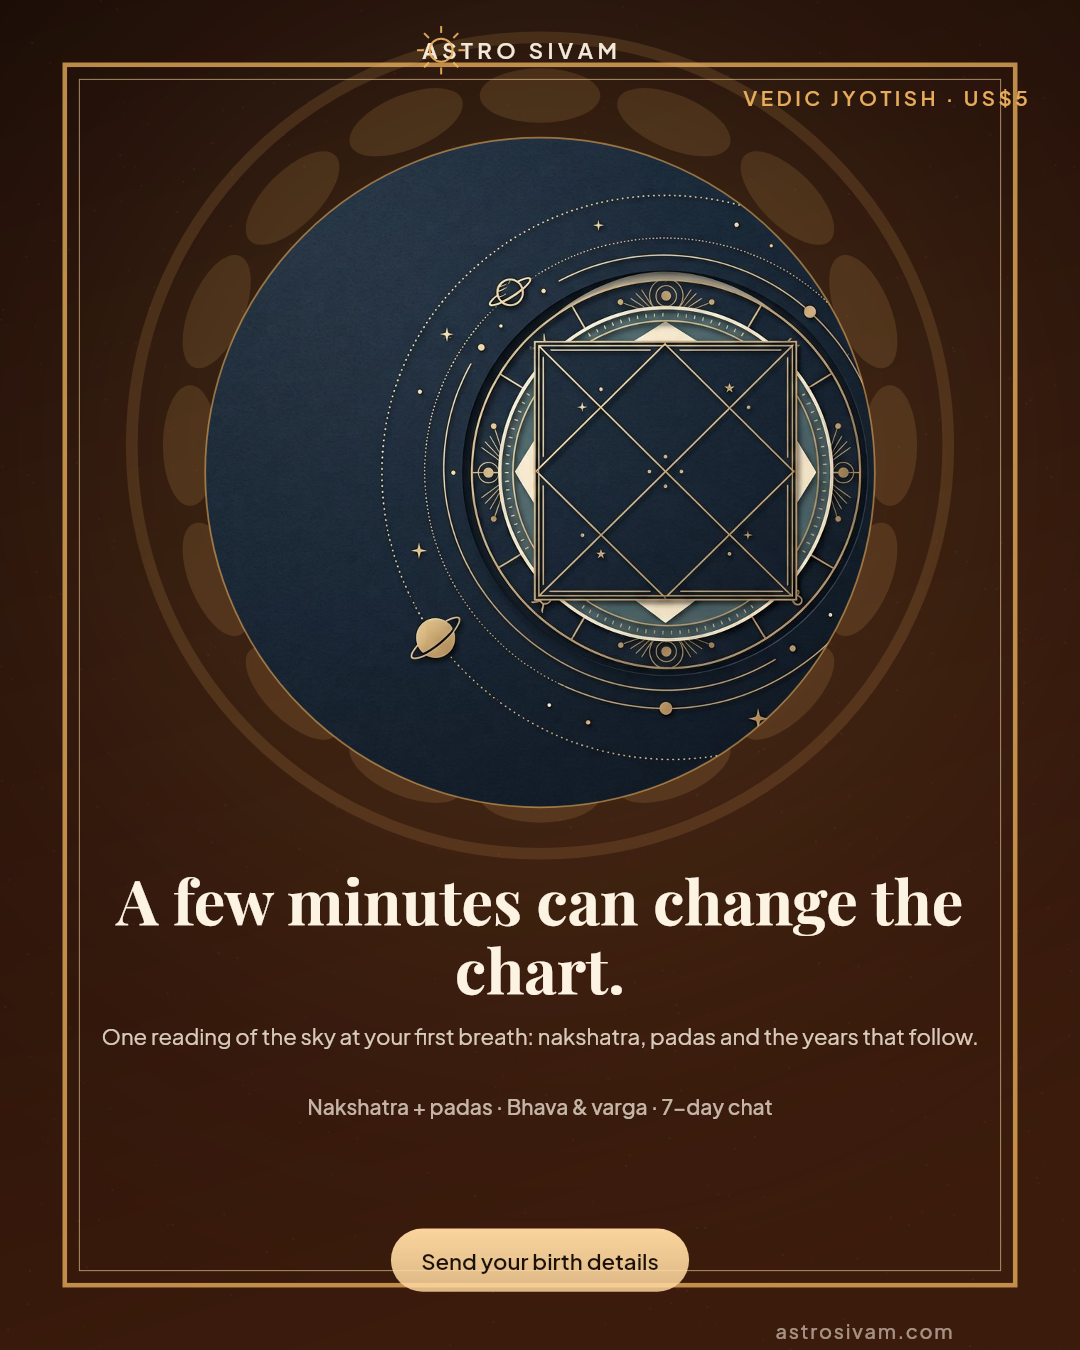 ASTRO SIVAM
VEDIC JYOTISH · US$5
A few minutes can change the
chart.
One reading of the sky at your first breath: nakshatra, padas and the years that follow.
Nakshatra + padas · Bhava & varga · 7–day chat
Send your birth details
astrosivam.com